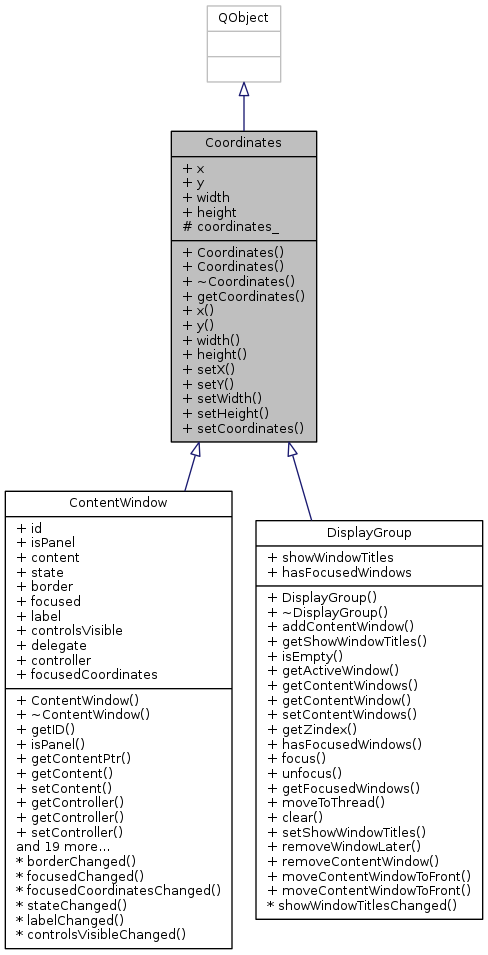 QObject
Coordinates
+ x
+ y
+ width
+ height
# coordinates_
+ Coordinates()
+ Coordinates()
+ ~Coordinates()
+ getCoordinates()
+ x()
+ y()
+ width()
+ height()
+ setX()
+ setY()
+ setWidth()
+ setHeight()
+ setCoordinates()
ContentWindow
+ id
+ isPanel
+ content
+ state
+ border
+ focused
+ label
+ controlsVisible
+ delegate
+ controller
+ focusedCoordinates
+ ContentWindow()
+ ~ContentWindow()
+ getID()
+ isPanel()
+ getContentPtr()
+ getContent()
+ setContent()
+ getController()
+ getController()
+ setController()
and 19 more...
* borderChanged()
* focusedChanged()
* focusedCoordinatesChanged()
* stateChanged()
* labelChanged()
* controlsVisibleChanged()
DisplayGroup
+ showWindowTitles
+ hasFocusedWindows
+ DisplayGroup()
+ ~DisplayGroup()
+ addContentWindow()
+ getShowWindowTitles()
+ isEmpty()
+ getActiveWindow()
+ getContentWindows()
+ getContentWindow()
+ setContentWindows()
+ getZindex()
+ hasFocusedWindows()
+ focus()
+ unfocus()
+ getFocusedWindows()
+ moveToThread()
+ clear()
+ setShowWindowTitles()
+ removeWindowLater()
+ removeContentWindow()
+ moveContentWindowToFront()
+ moveContentWindowToFront()
* showWindowTitlesChanged()